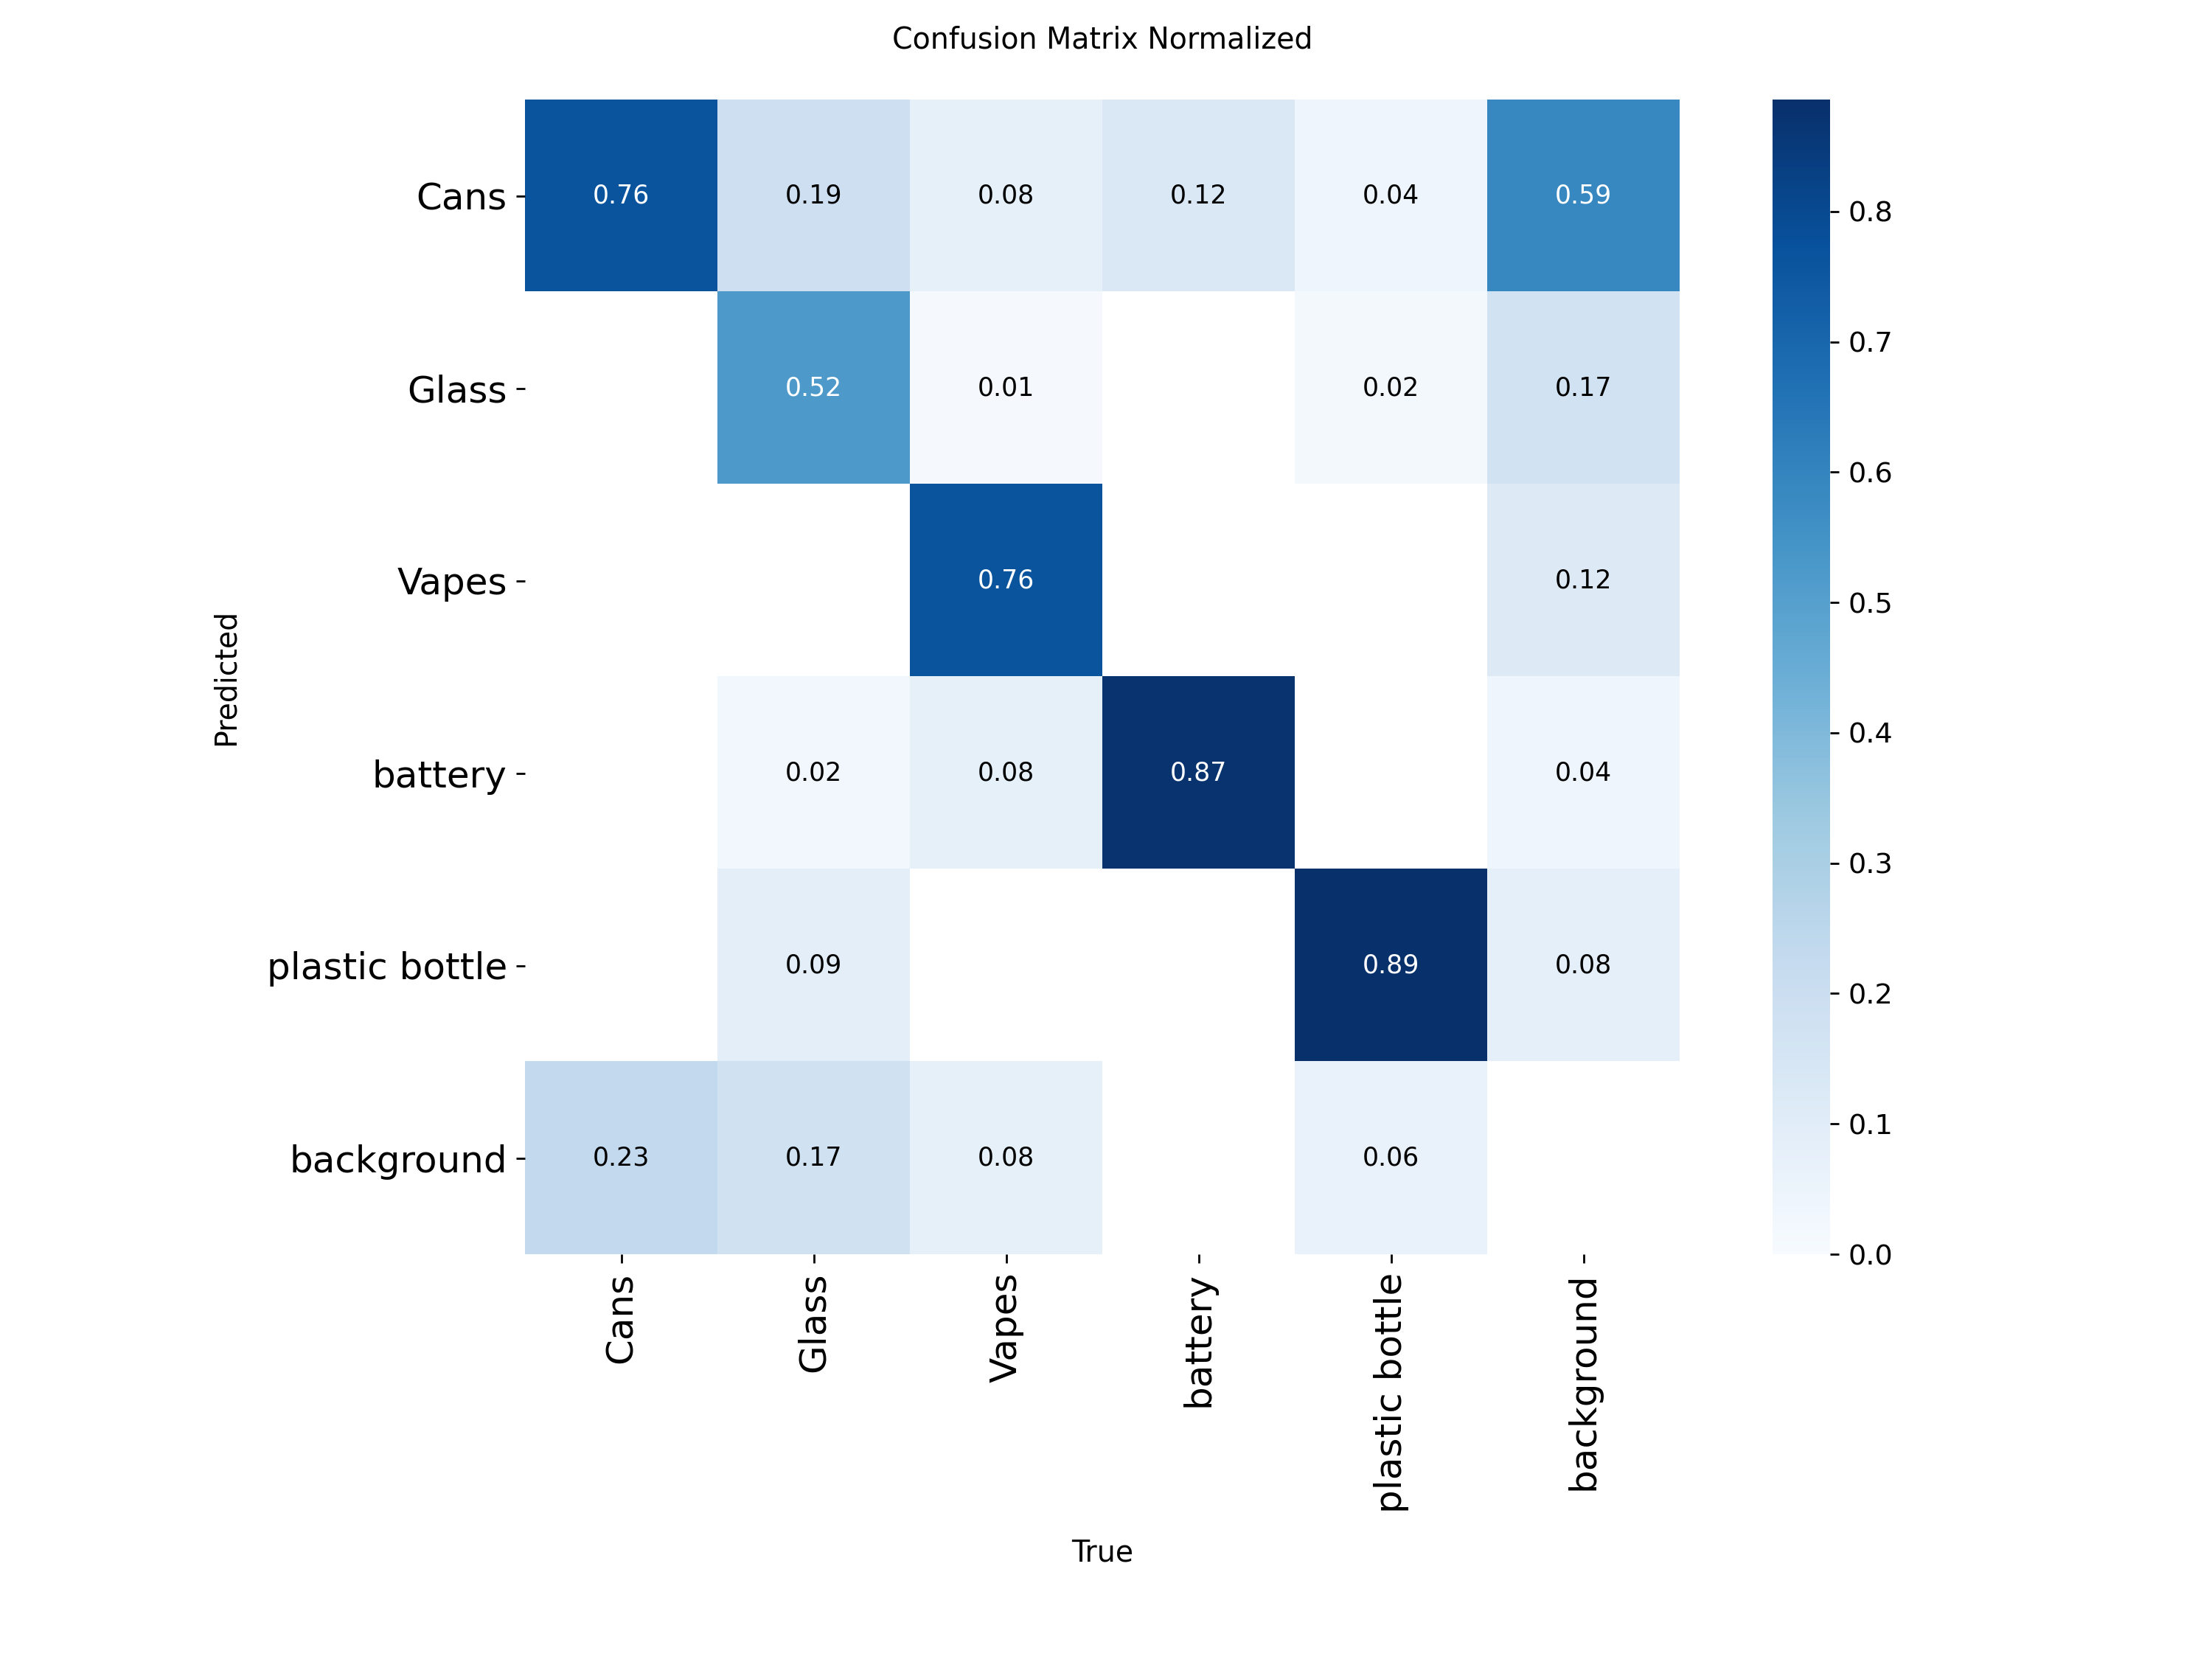 Confusion Matrix Normalized
Cans 0.76 0.19 0.08 0.12 0.04 0.59
Glass 0.52 0.01 0.02 0.17
Vapes 0.76 0.12
battery 0.02 0.08 0.87 0.04
plastic bottle 0.09 0.89 0.08
background 0.23 0.17 0.08 0.06
Predicted
Cans
Glass
Vapes
battery
plastic bottle
background
True
0.8
0.7
0.6
0.5
0.4
0.3
0.2
0.1
0.0